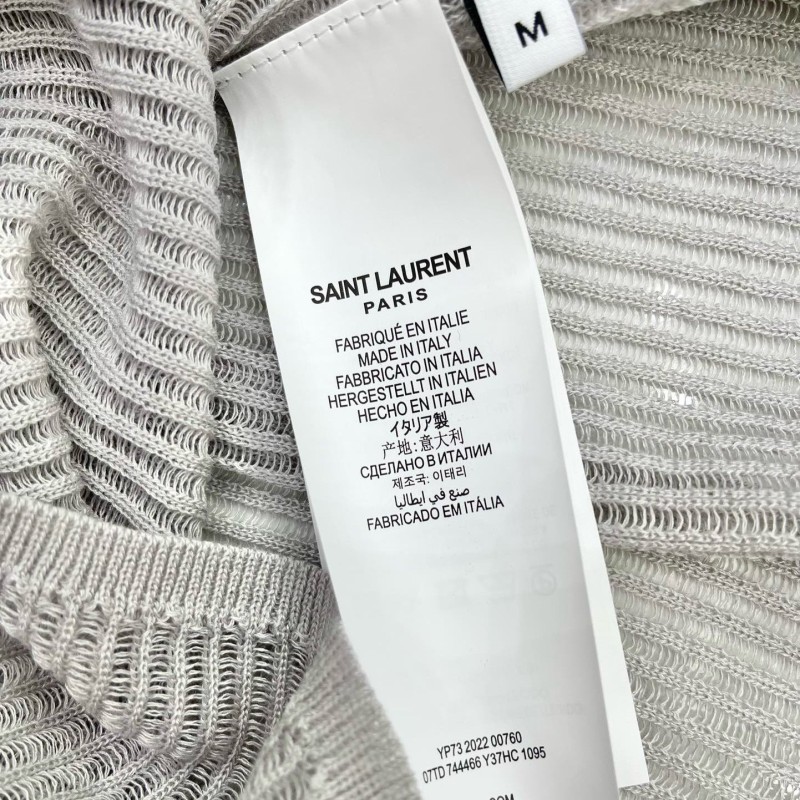 M
SAINT LAURENT
PARIS
FABRIQUÉ EN ITALIE
MADE IN ITALY
FABBRICATO IN ITALIA
HERGESTELLT IN ITALIEN
HECHO EN ITALIA
イタリア製
产地:意大利
СДЕЛАНО В ИТАЛИИ
제조국: 이태리
صنع في ايطاليا
FABRICADO EM ITÁLIA
YP73 2022 00760
07TD 744466 Y37HC 1095